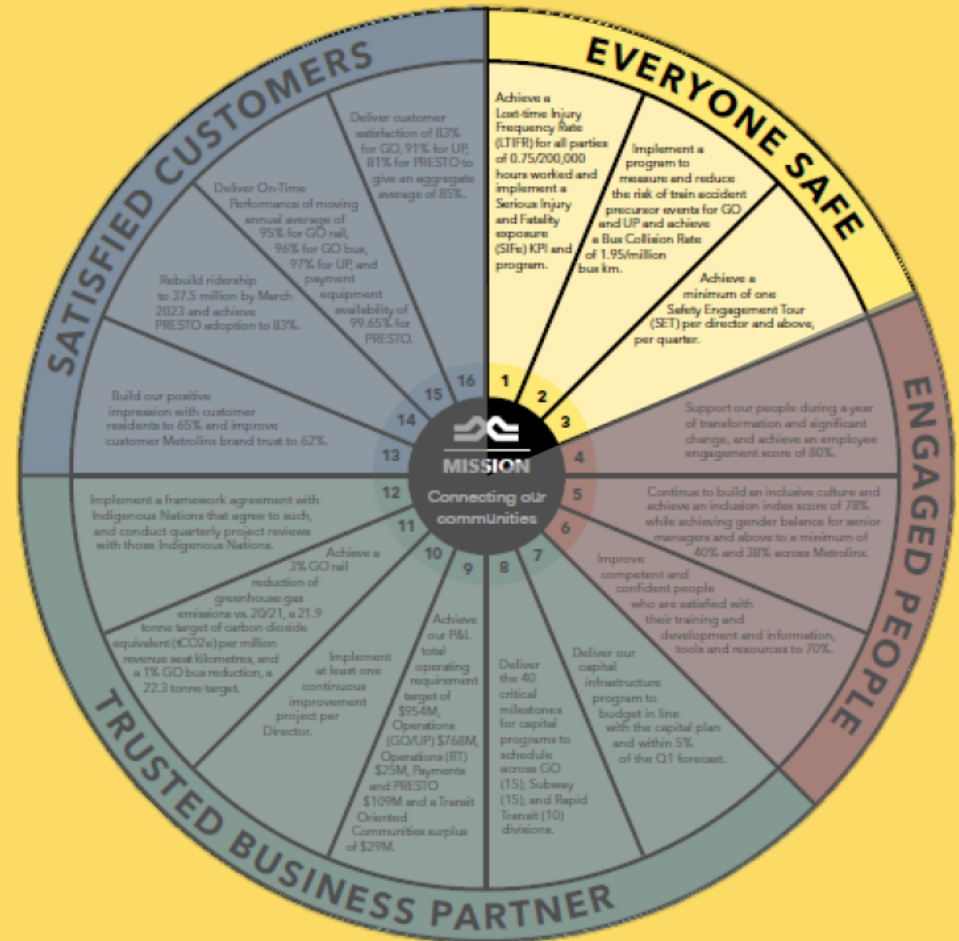 EVERYONE SAFE
Achieve a
Lost-time Injury
Frequency Rate
(LTIFR) for all parties
of 0.75/200,000
hours worked and
implement a
Serious Injury
and Fatality
exposure
(SIFe) KPI and
program.
1
Implement a
program to
measure and reduce
the risk of train accident
precursor events for GO
and UP and achieve
a Bus Collision Rate
of 1.95/million
bus km.
2
Achieve a
minimum of one
Safety Engagement Tour
(SET) per director and above,
per quarter.
3
ENGAGED PEOPLE
Support our people during a year
of transformation and significant
change, and achieve an employee
engagement score of 80%.
4
Continue to build an inclusive culture and
achieve an inclusion index score of 78%
while achieving gender balance for senior
managers and above to a minimum of
40% and 38% across Metrolinx.
5
Improve
competent and
confident people
who are satisfied with
their training and
development and information,
tools and resources to 70%.
6
TRUSTED BUSINESS PARTNER
Deliver our
capital
infrastructure
program to
budget in line
with the capital plan
and within 5%
of the Q1 forecast.
7
Deliver
the 40
critical
milestones
for capital
programs to
schedule
across GO
(15), Subway
(15), and Rapid
Transit (10)
divisions.
8
Achieve
our P&L
total
operating
requirement
target of
$954M,
Operations
(GO/UP) $768M,
Operations (RT)
$25M, Payments
and PRESTO
$109M and a Transit
Oriented
Communities surplus
of $29M.
9
Implement
at least one
continuous
improvement
project per
Director.
10
Achieve a
3% GO rail
reduction of
greenhouse gas
emissions vs. 20/21, a 21.9
tonne target of carbon dioxide
equivalent (tCO2e) per million
revenue seat kilometres, and
a 1% GO bus reduction, a
22.3 tonne target.
11
Implement a framework agreement with
Indigenous Nations that agree to such,
and conduct quarterly project reviews
with those Indigenous Nations.
12
SATISFIED CUSTOMERS
Build our positive
impression with customer
residents to 65% and improve
customer Metrolinx brand trust to 62%.
13
Rebuild ridership
to 37.5 million by March
2023 and achieve
PRESTO adoption to 83%.
14
Deliver On-Time
Performance of moving
annual average of
95% for GO rail,
96% for GO bus,
97% for UP, and
payment
equipment
availability of
99.65% for
PRESTO.
15
Deliver customer
satisfaction of 83%
for GO, 91% for UP,
81% for PRESTO to
give an aggregate
average of 85%.
16
MISSION
Connecting our
communities